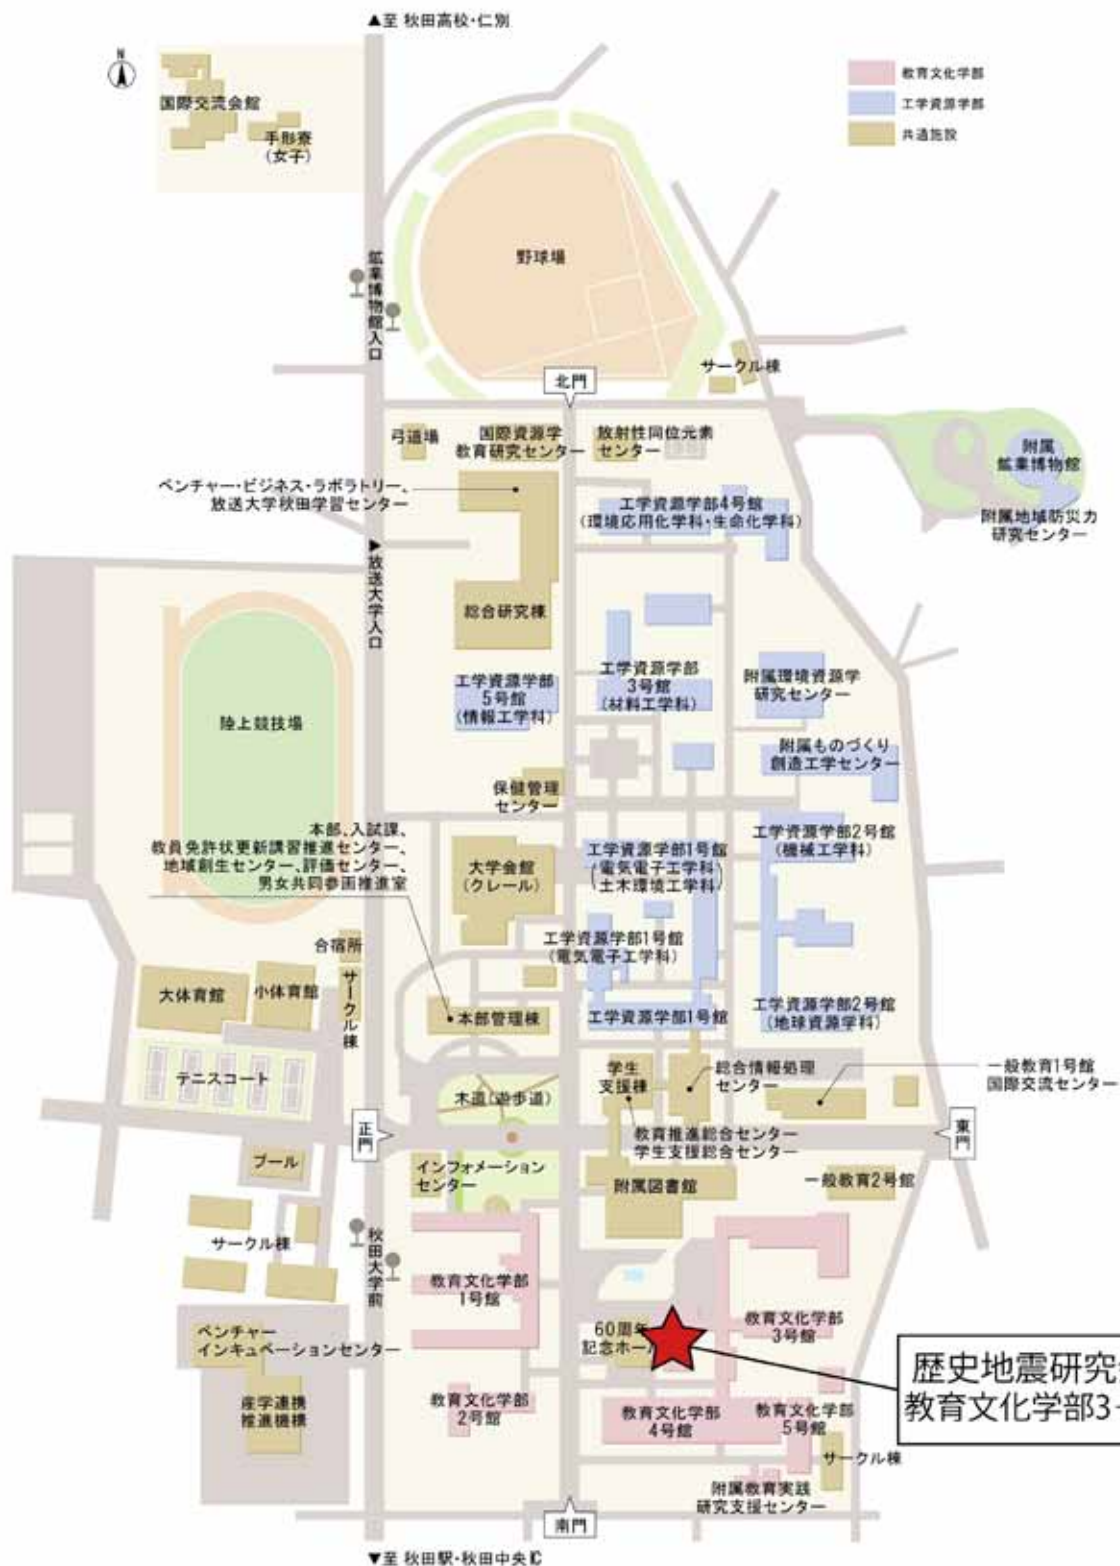 ▲至 秋田高校・仁別
N
国際交流会館
手形寮
(女子)
教育文化学部
工学資源学部
共通施設
鉱業博物館入口
野球場
サークル棟
北門
弓道場
国際資源学
教育研究センター
放射性同位元素
センター
附属
鉱業博物館
附属地域防災力
研究センター
ベンチャー・ビジネス・ラボラトリー、
放送大学秋田学習センター
工学資源学部4号館
(環境応用化学科・生命化学科)
▶放送大学入口
総合研究棟
工学資源学部
5号館
(情報工学科)
工学資源学部
3号館
(材料工学科)
附属環境資源学
研究センター
陸上競技場
附属ものづくり
創造工学センター
保健管理
センター
本部、入試課、
教員免許状更新講習推進センター、
地域創生センター、評価センター、
男女共同参画推進室
大学会館
(クレール)
工学資源学部1号館
(電気電子工学科
土木環境工学科)
工学資源学部2号館
(機械工学科)
合宿所
工学資源学部1号館
(電気電子工学科)
大体育館
小体育館
サークル棟
本部管理棟
工学資源学部1号館
工学資源学部2号館
(地球資源学科)
テニスコート
木道(遊歩道)
学生
支援棟
総合情報処理
センター
一般教育1号館
国際交流センター
正門
教育推進総合センター
学生支援総合センター
東門
プール
インフォメーション
センター
附属図書館
一般教育2号館
サークル棟
秋田大学前
教育文化学部
1号館
60周年
記念ホール
教育文化学部
3号館
ベンチャー
インキュベーションセンター
産学連携
推進機構
教育文化学部
2号館
教育文化学部
4号館
教育文化学部
5号館
歴史地震研究
教育文化学部3
サークル棟
附属教育実践
研究支援センター
南門
▼至 秋田駅・秋田中央IC